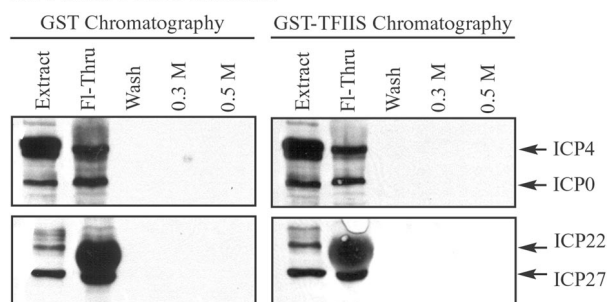 GST Chromatography
GST-TFIIS Chromatography
Extract
Fl-Thru
Wash
0.3 M
0.5 M
Extract
Fl-Thru
Wash
0.3 M
0.5 M
ICP4
ICP0
ICP22
ICP27